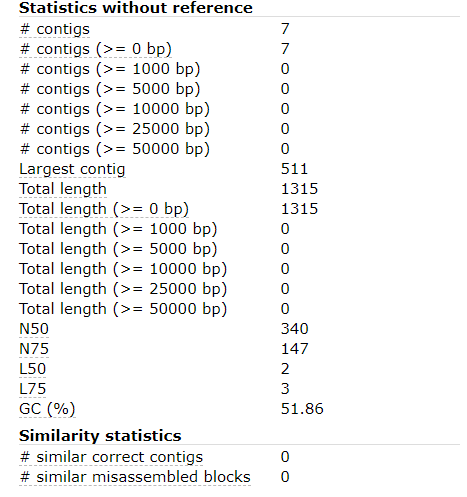 Statistics without reference
# contigs 7
# contigs (>= 0 bp) 7
# contigs (>= 1000 bp) 0
# contigs (>= 5000 bp) 0
# contigs (>= 10000 bp) 0
# contigs (>= 25000 bp) 0
# contigs (>= 50000 bp) 0
Largest contig 511
Total length 1315
Total length (>= 0 bp) 1315
Total length (>= 1000 bp) 0
Total length (>= 5000 bp) 0
Total length (>= 10000 bp) 0
Total length (>= 25000 bp) 0
Total length (>= 50000 bp) 0
N50 340
N75 147
L50 2
L75 3
GC (%) 51.86
Similarity statistics
# similar correct contigs 0
# similar misassembled blocks 0